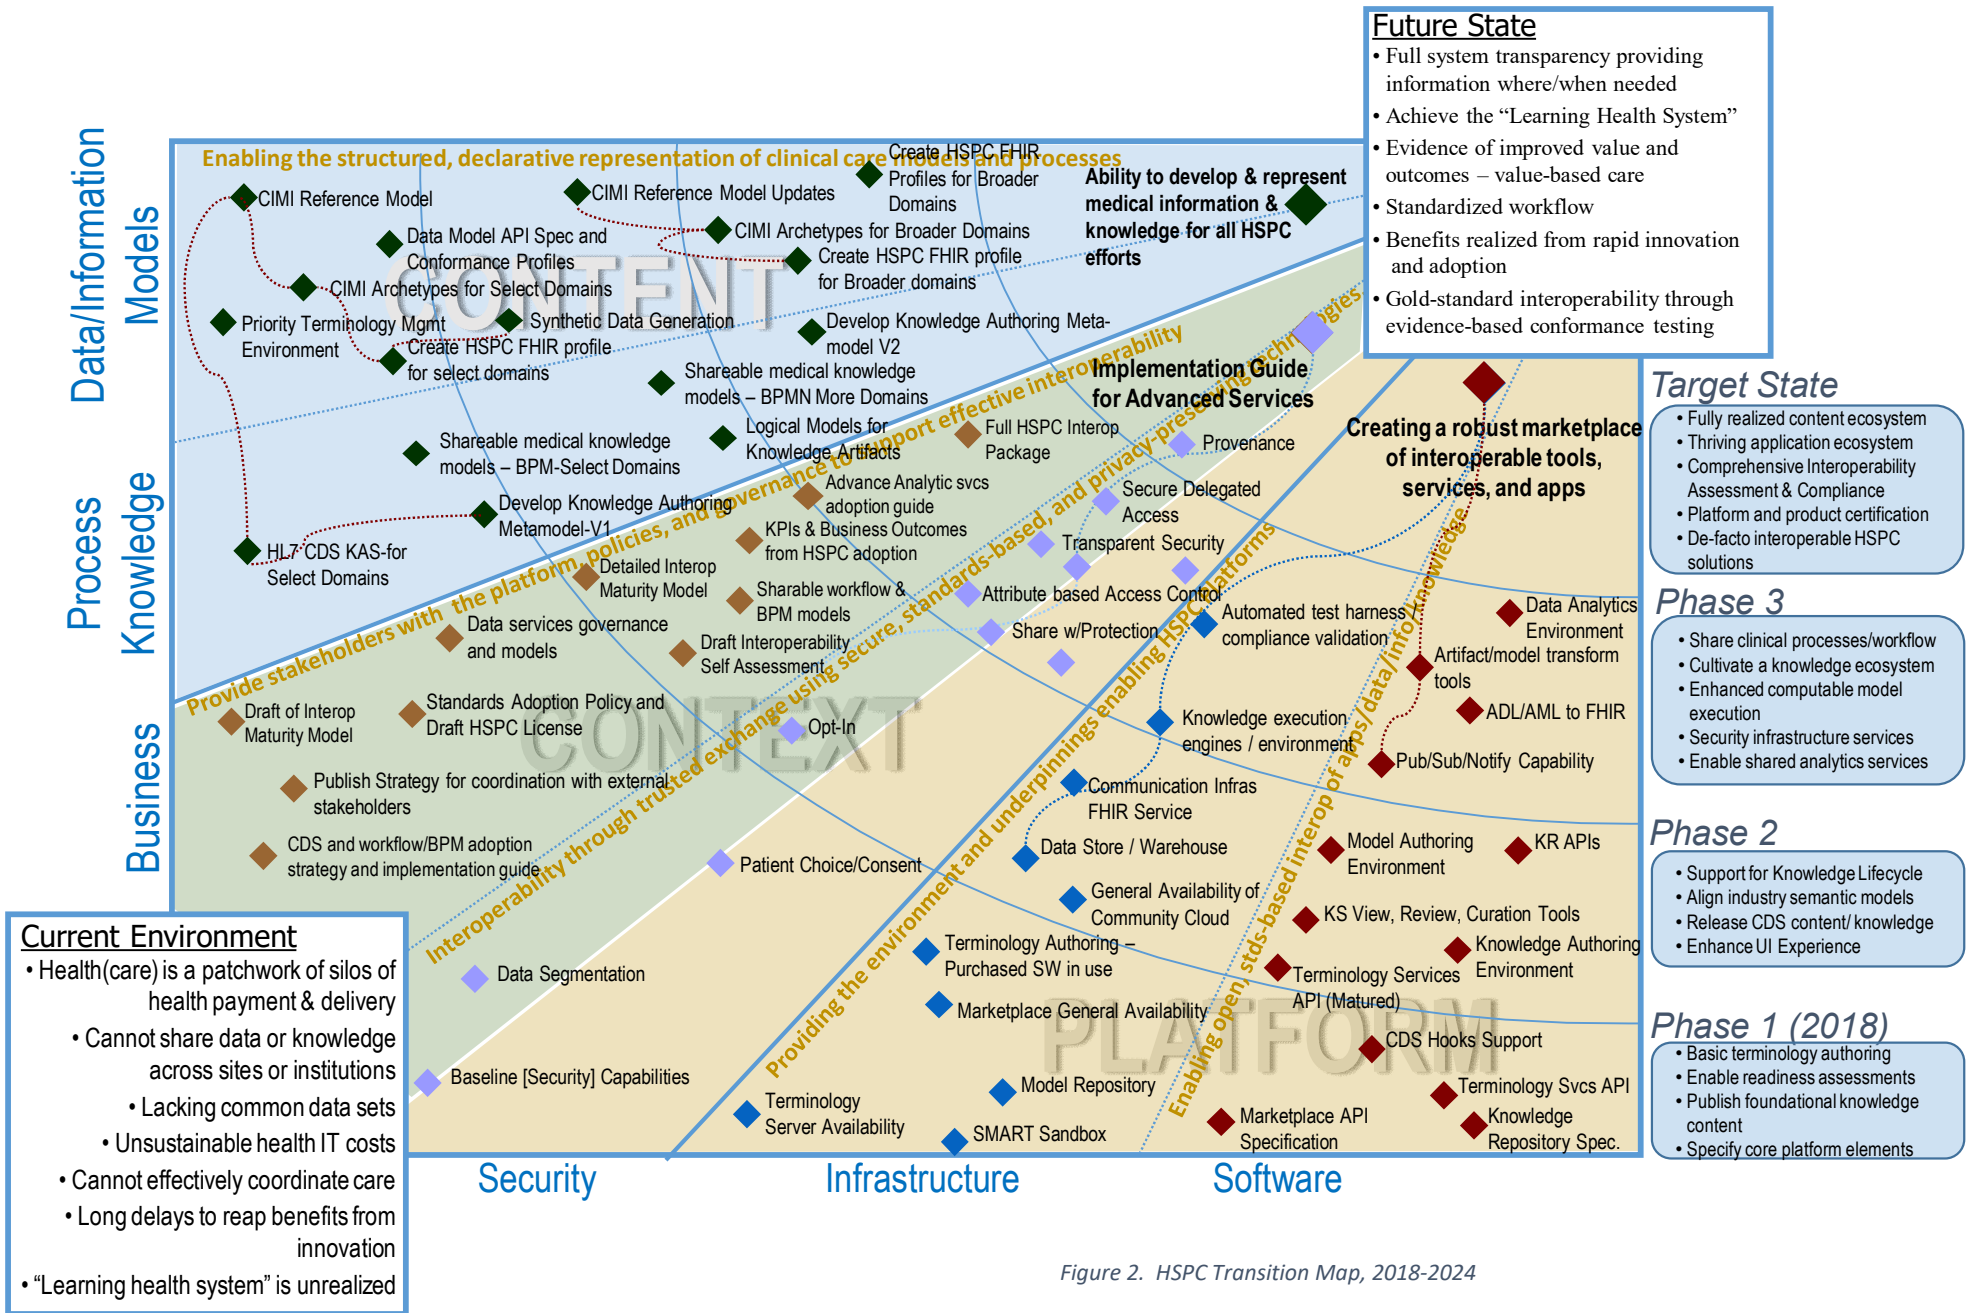 Future State
• Full system transparency providing
information where/when needed
• Achieve the “Learning Health System”
• Evidence of improved value and
outcomes – value-based care
• Standardized workflow
• Benefits realized from rapid innovation
and adoption
• Gold-standard interoperability through
evidence-based conformance testing
Data/Information
Models
Process
Knowledge
Business
Enabling the structured, declarative representation of clinical care models and processes
CONTENT
CIMI Reference Model
CIMI Reference Model Updates
Create HSPC FHIR
Profiles for Broader
Domains
Ability to develop & represent
medical information &
knowledge for all HSPC
efforts
Data Model API Spec and
Conformance Profiles
CIMI Archetypes for Broader Domains
Create HSPC FHIR profile
for Broader domains
CIMI Archetypes for Select Domains
Priority Terminology Mgmt
Environment
Synthetic Data Generation
Create HSPC FHIR profile
for select domains
Develop Knowledge Authoring Meta-
model V2
Shareable medical knowledge
models – BPMN More Domains
Logical Models for
Knowledge Artifacts
Shareable medical knowledge
models – BPM-Select Domains
Develop Knowledge Authoring
Metamodel-V1
HL7 CDS KAS-for
Select Domains
Provide stakeholders with the platform, policies, and governance to support effective interoperability
CONTEXT
Implementation Guide
for Advanced Services
Full HSPC Interop
Package
Advance Analytic svcs
adoption guide
KPIs & Business Outcomes
from HSPC adoption
Detailed Interop
Maturity Model
Sharable workflow &
BPM models
Data services governance
and models
Draft Interoperability
Self Assessment
Draft of Interop
Maturity Model
Standards Adoption Policy and
Draft HSPC License
Publish Strategy for coordination with external
stakeholders
CDS and workflow/BPM adoption
strategy and implementation guide
Interoperability through trusted exchange using secure, standards-based, and privacy-preserving technologies
Provenance
Secure Delegated
Access
Transparent Security
Attribute based Access Control
Share w/Protection
Opt-In
Patient Choice/Consent
Data Segmentation
Baseline [Security] Capabilities
Providing the environment and underpinnings enabling HSPC platforms
PLATFORM
Automated test harness /
compliance validation
Knowledge execution
engines / environment
Communication Infras
FHIR Service
Data Store / Warehouse
General Availability of
Community Cloud
Terminology Authoring –
Purchased SW in use
Marketplace General Availability
Model Repository
Terminology
Server Availability
SMART Sandbox
Enabling open, stds-based interop of apps/data/info/knowledge
Creating a robust marketplace
of interoperable tools,
services, and apps
Data Analytics
Environment
Artifact/model transform
tools
ADL/AML to FHIR
Pub/Sub/Notify Capability
Model Authoring
Environment
KR APIs
KS View, Review, Curation Tools
Knowledge Authoring
Environment
Terminology Services
API (Matured)
CDS Hooks Support
Terminology Svcs API
Marketplace API
Specification
Knowledge
Repository Spec.
Security
Infrastructure
Software
Target State
• Fully realized content ecosystem
• Thriving application ecosystem
• Comprehensive Interoperability
Assessment & Compliance
• Platform and product certification
• De-facto interoperable HSPC
solutions
Phase 3
• Share clinical processes/workflow
• Cultivate a knowledge ecosystem
• Enhanced computable model
execution
• Security infrastructure services
• Enable shared analytics services
Phase 2
• Support for Knowledge Lifecycle
• Align industry semantic models
• Release CDS content/ knowledge
• Enhance UI Experience
Phase 1 (2018)
• Basic terminology authoring
• Enable readiness assessments
• Publish foundational knowledge
content
• Specify core platform elements
Current Environment
• Health(care) is a patchwork of silos of
health payment & delivery
• Cannot share data or knowledge
across sites or institutions
• Lacking common data sets
• Unsustainable health IT costs
• Cannot effectively coordinate care
• Long delays to reap benefits from
innovation
• “Learning health system” is unrealized
Figure 2. HSPC Transition Map, 2018-2024